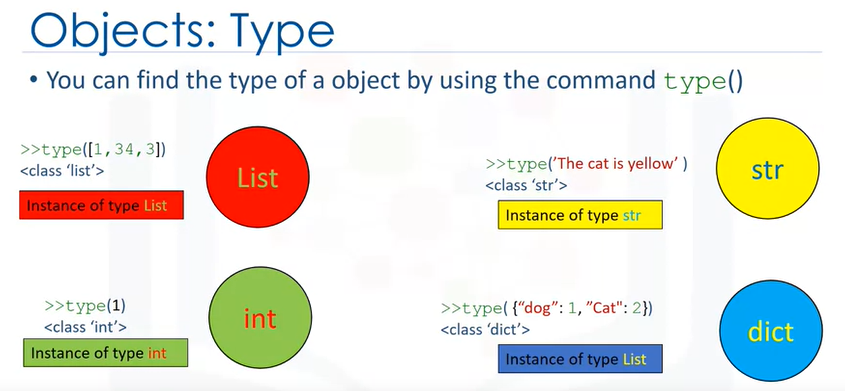 Objects: Type
• You can find the type of a object by using the command type()
>>type([1,34,3])
<class ‘list’>
Instance of type List
List
>>type(’The cat is yellow’ )
<class ‘str’>
Instance of type str
str
>>type(1)
<class ‘int’>
Instance of type int
int
>>type( {“dog”: 1, ”Cat": 2})
<class ‘dict’>
Instance of type List
dict